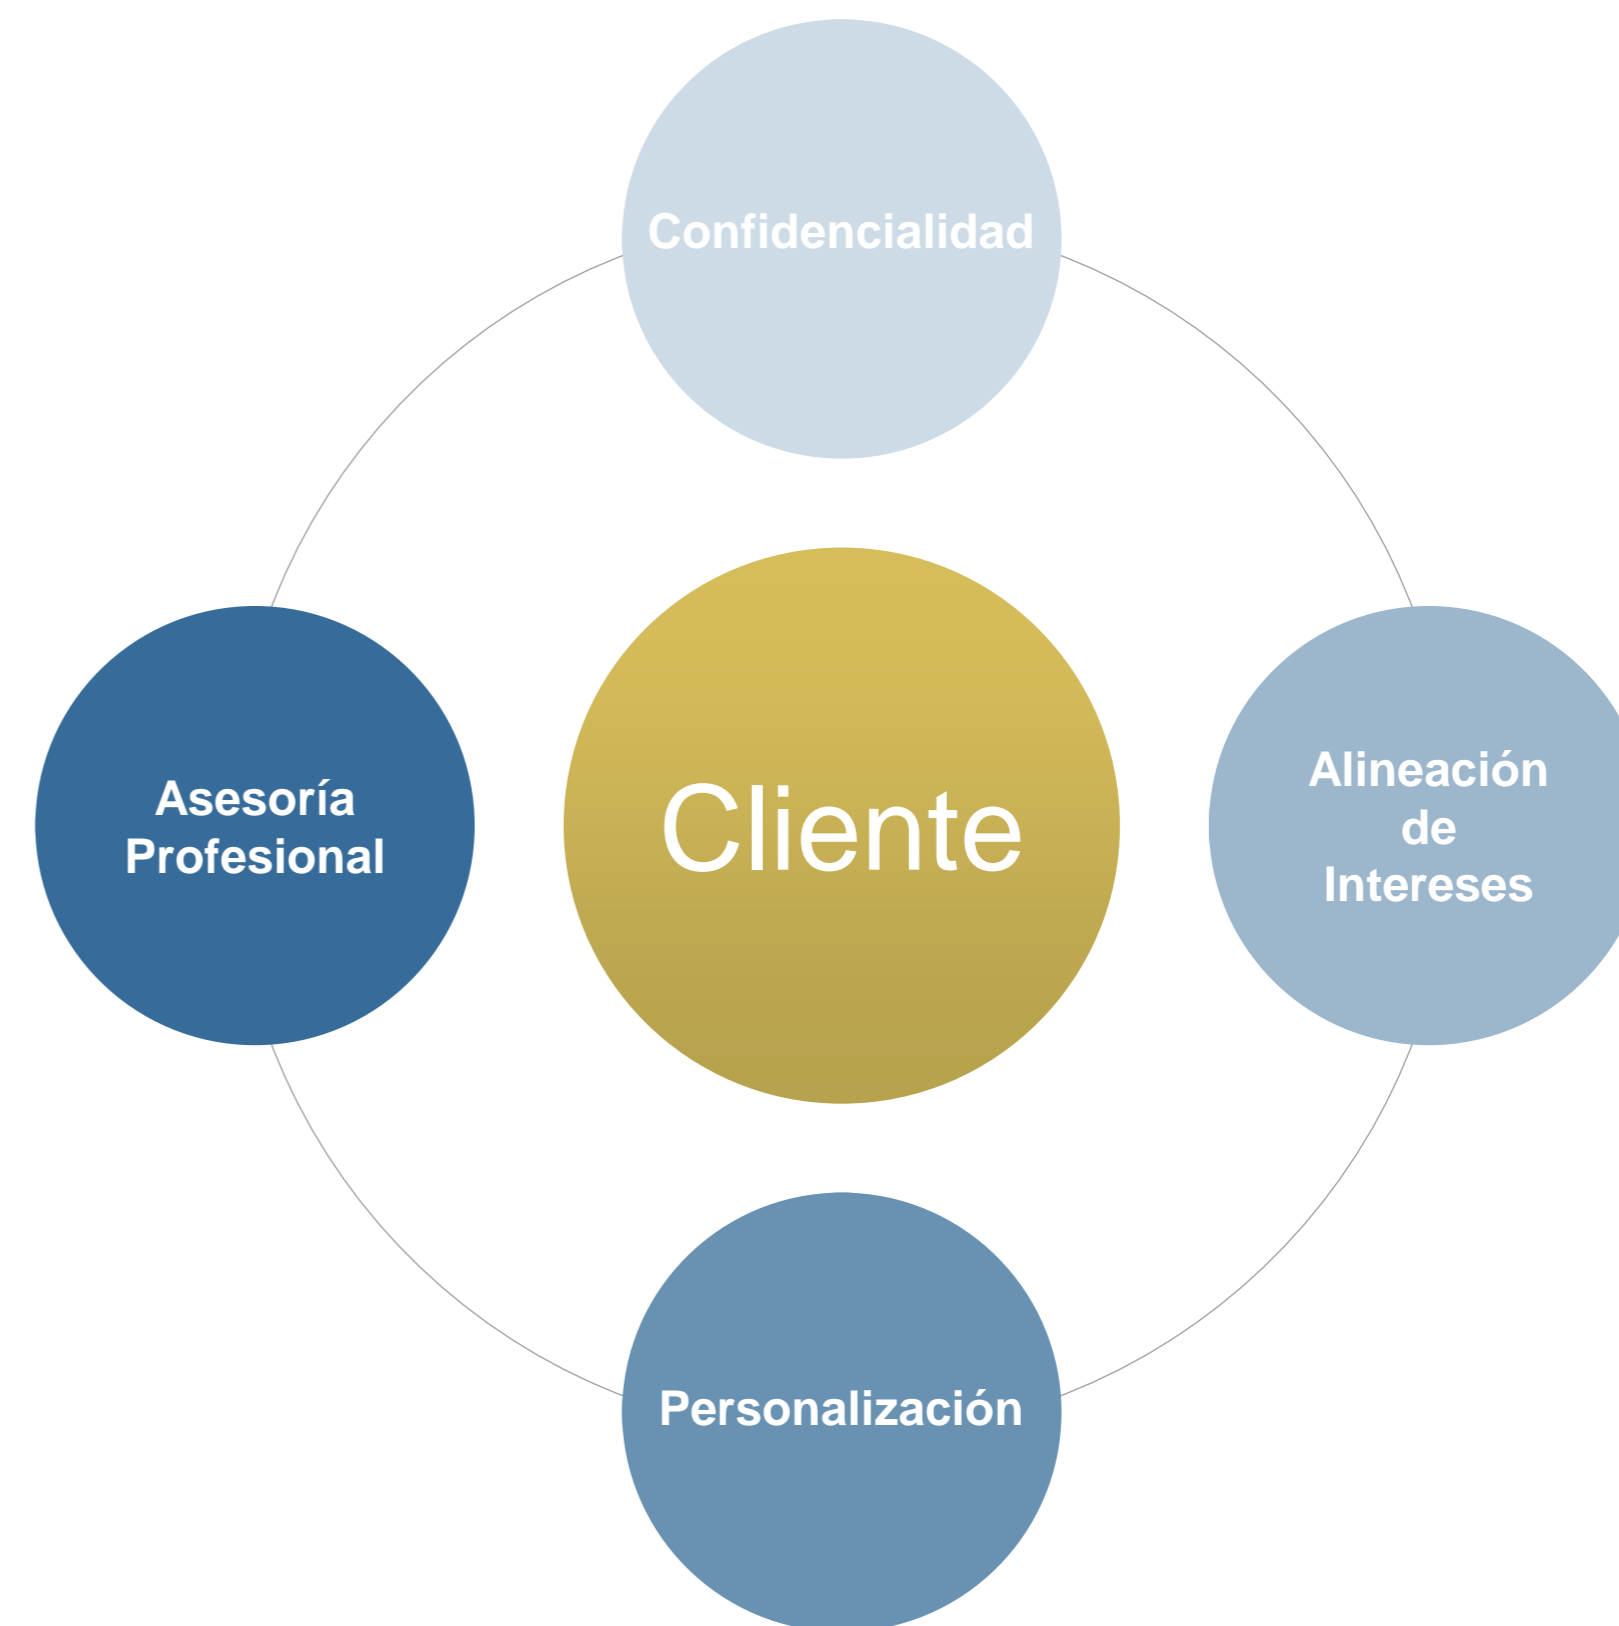 Confidencialidad
Asesoría
Profesional
Cliente
Alineación
de
Intereses
Personalización